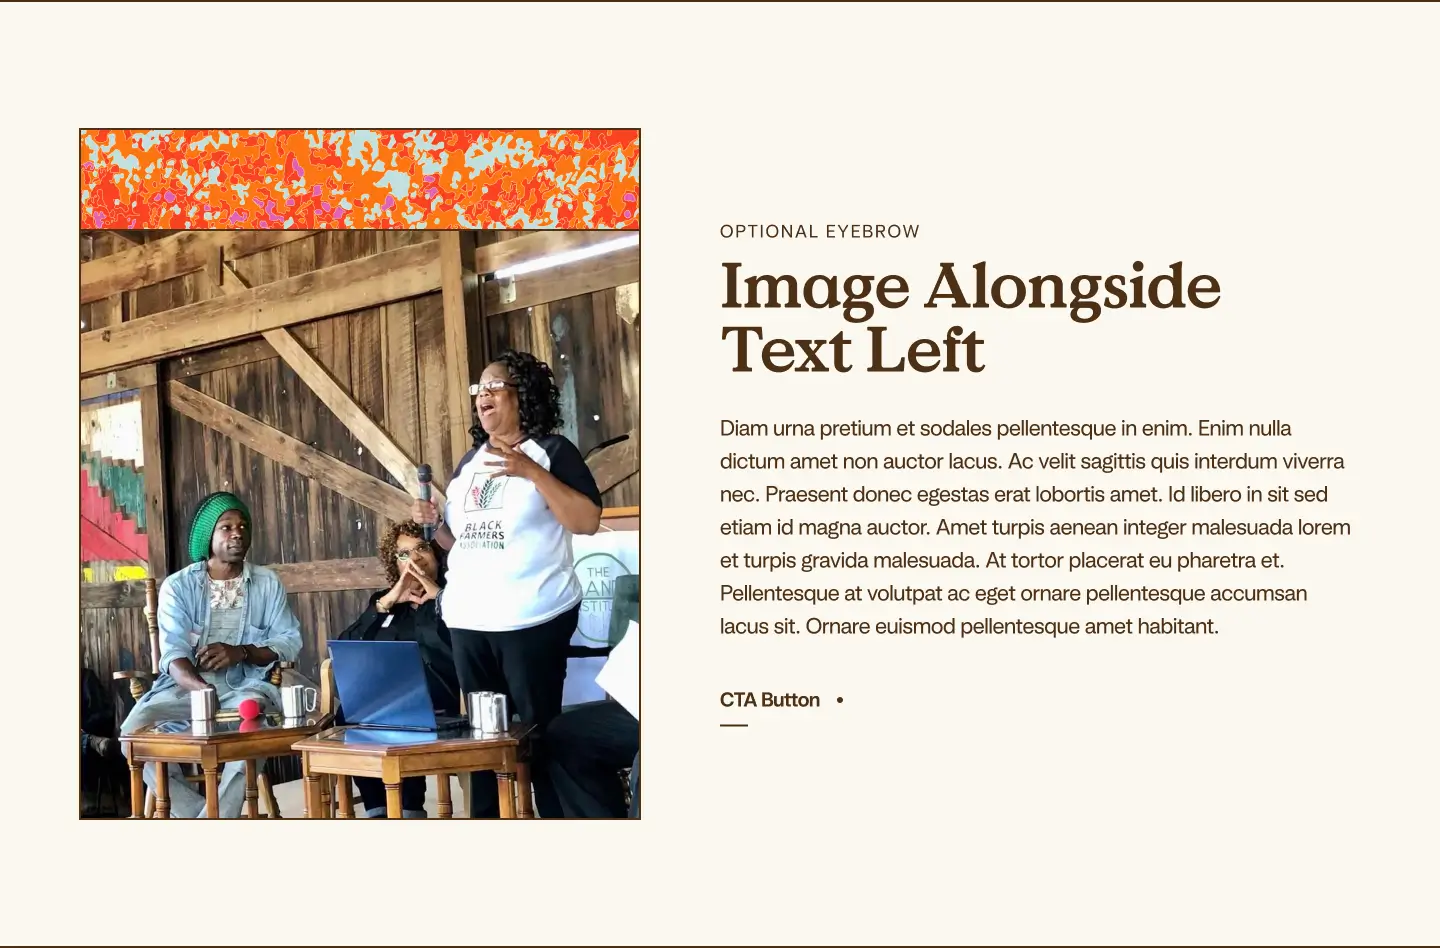 OPTIONAL EYEBROW
Image Alongside
Text Left
Diam urna pretium et sodales pellentesque in enim. Enim nulla
dictum amet non auctor lacus. Ac velit sagittis quis interdum viverra
nec. Praesent donec egestas erat lobortis amet. Id libero in sit sed
etiam id magna auctor. Amet turpis aenean integer malesuada lorem
et turpis gravida malesuada. At tortor placerat eu pharetra et.
Pellentesque at volutpat ac eget ornare pellentesque accumsan
lacus sit. Ornare euismod pellentesque amet habitant.
CTA Button
BLACK
FARMERS
ASSOCIATION
THE